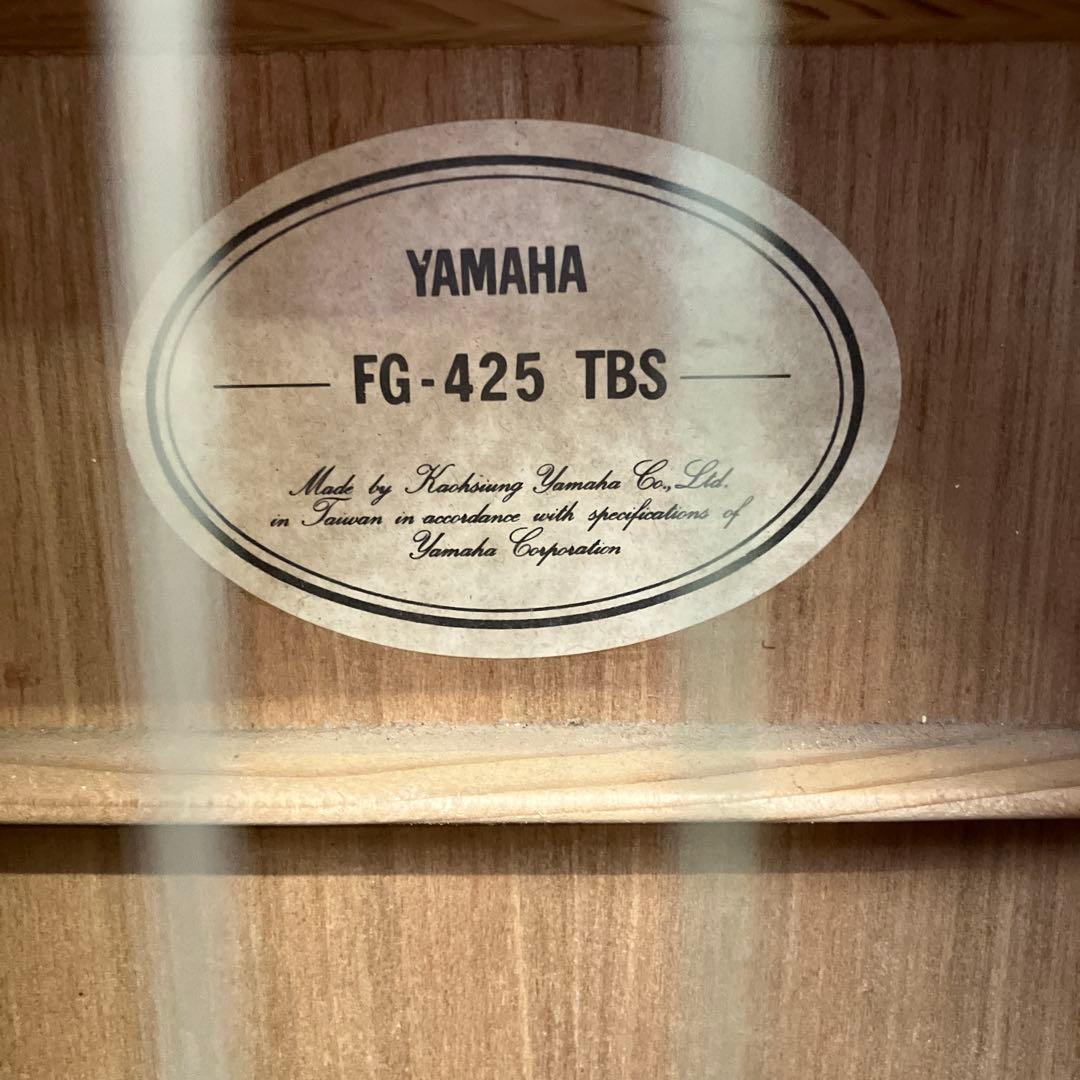 YAMAHA
FG-425 TBS
Made by Kaohsiung Yamaha Co., Ltd.
in Taiwan in accordance with specifications of
Yamaha Corporation